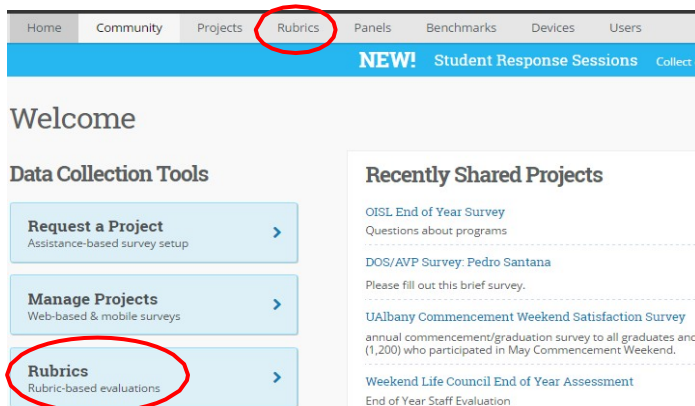 Home Community Projects Rubrics Panels Benchmarks Devices Users
NEW! Student Response Sessions Collect
Welcome
Data Collection Tools
Request a Project
Assistance-based survey setup
Manage Projects
Web-based & mobile surveys
Rubrics
Rubric-based evaluations
Recently Shared Projects
OISL End of Year Survey
Questions about programs
DOS/AVP Survey: Pedro Santana
Please fill out this brief survey.
UAlbany Commencement Weekend Satisfaction Survey
annual commencement/graduation survey to all graduates and
(1,200) who participated in May Commencement Weekend.
Weekend Life Council End of Year Assessment
End of Year Staff Evaluation